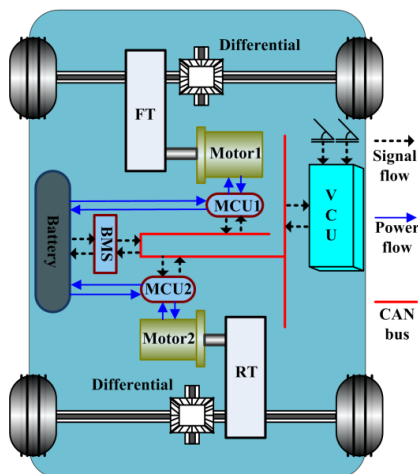 Differential
FT
Motor1
Signal
flow
V
C
U
MCU1
Power
flow
Battery
BMS
MCU2
CAN
bus
Motor2
RT
Differential